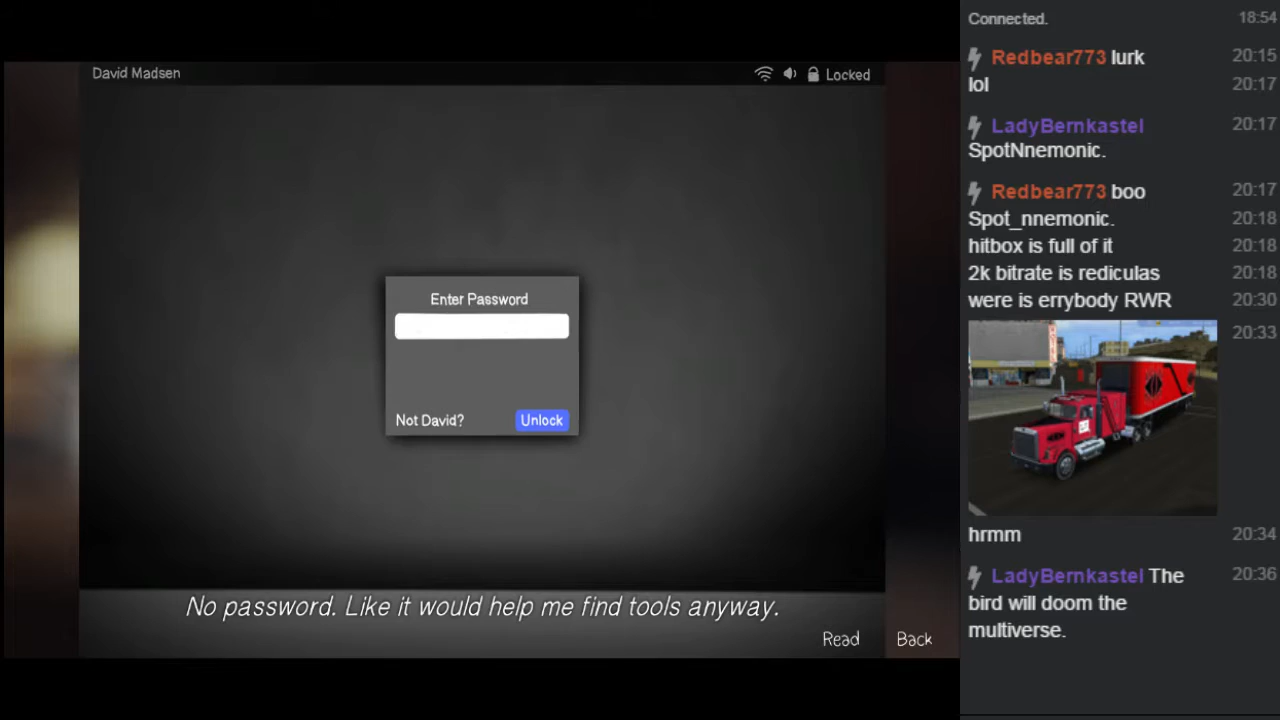 David Madsen
Locked
Enter Password
Not David?
Unlock
No password. Like it would help me find tools anyway.
Read
Back
Connected. 18:54
Redbear773 lurk 20:15
lol 20:17
LadyBernkastel 20:17
SpotNnemonic.
Redbear773 boo 20:17
Spot_nnemonic. 20:18
hitbox is full of it 20:18
2k bitrate is rediculas 20:18
were is errybody RWR 20:30
20:33
hrmm 20:34
LadyBernkastel The 20:36
bird will doom the
multiverse.